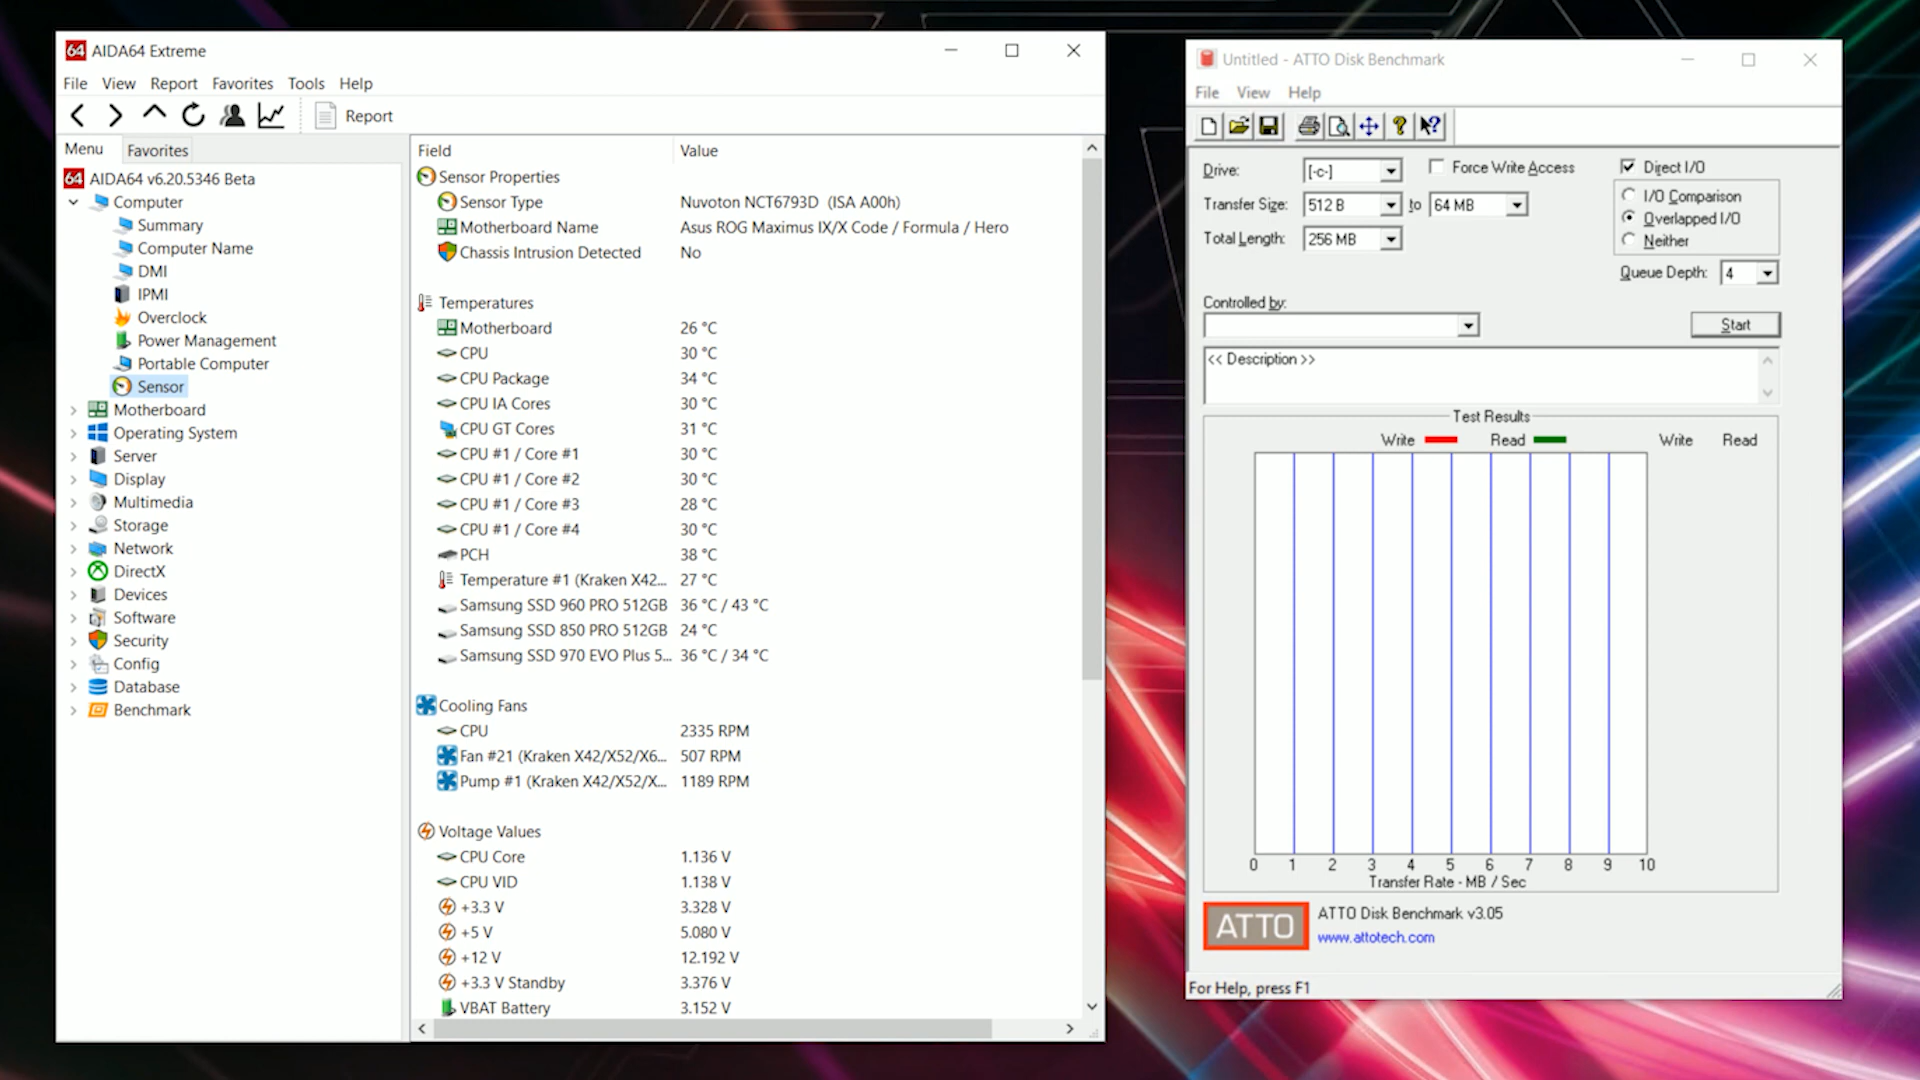 64 AIDA64 Extreme
File View Report Favorites Tools Help
Report
Menu Favorites
64 AIDA64 v6.20.5346 Beta
Computer
Summary
Computer Name
DMI
IPMI
Overclock
Power Management
Portable Computer
Sensor
Motherboard
Operating System
Server
Display
Multimedia
Storage
Network
DirectX
Devices
Software
Security
Config
Database
Benchmark
Field Value
Sensor Properties
Sensor Type Nuvoton NCT6793D (ISA A00h)
Motherboard Name Asus ROG Maximus IX/X Code / Formula / Hero
Chassis Intrusion Detected No
Temperatures
Motherboard 26 °C
CPU 30 °C
CPU Package 34 °C
CPU IA Cores 30 °C
CPU GT Cores 31 °C
CPU #1 / Core #1 30 °C
CPU #1 / Core #2 30 °C
CPU #1 / Core #3 28 °C
CPU #1 / Core #4 30 °C
PCH 38 °C
Temperature #1 (Kraken X42... 27 °C
Samsung SSD 960 PRO 512GB 36 °C / 43 °C
Samsung SSD 850 PRO 512GB 24 °C
Samsung SSD 970 EVO Plus 5... 36 °C / 34 °C
Cooling Fans
CPU 2335 RPM
Fan #21 (Kraken X42/X52/X6... 507 RPM
Pump #1 (Kraken X42/X52/X... 1189 RPM
Voltage Values
CPU Core 1.136 V
CPU VID 1.138 V
+3.3 V 3.328 V
+5 V 5.080 V
+12 V 12.192 V
+3.3 V Standby 3.376 V
VBAT Battery 3.152 V
Untitled - ATTO Disk Benchmark
File View Help
Drive: [-c-] Force Write Access Direct I/O
Transfer Size: 512 B to 64 MB I/O Comparison
Overlapped I/O
Total Length: 256 MB Neither
Queue Depth: 4
Controlled by:
Start
<< Description >>
Test Results
Write Read Write Read
0 1 2 3 4 5 6 7 8 9 10
Transfer Rate - MB / Sec
ATTO ATTO Disk Benchmark v3.05
www.attotech.com
For Help, press F1